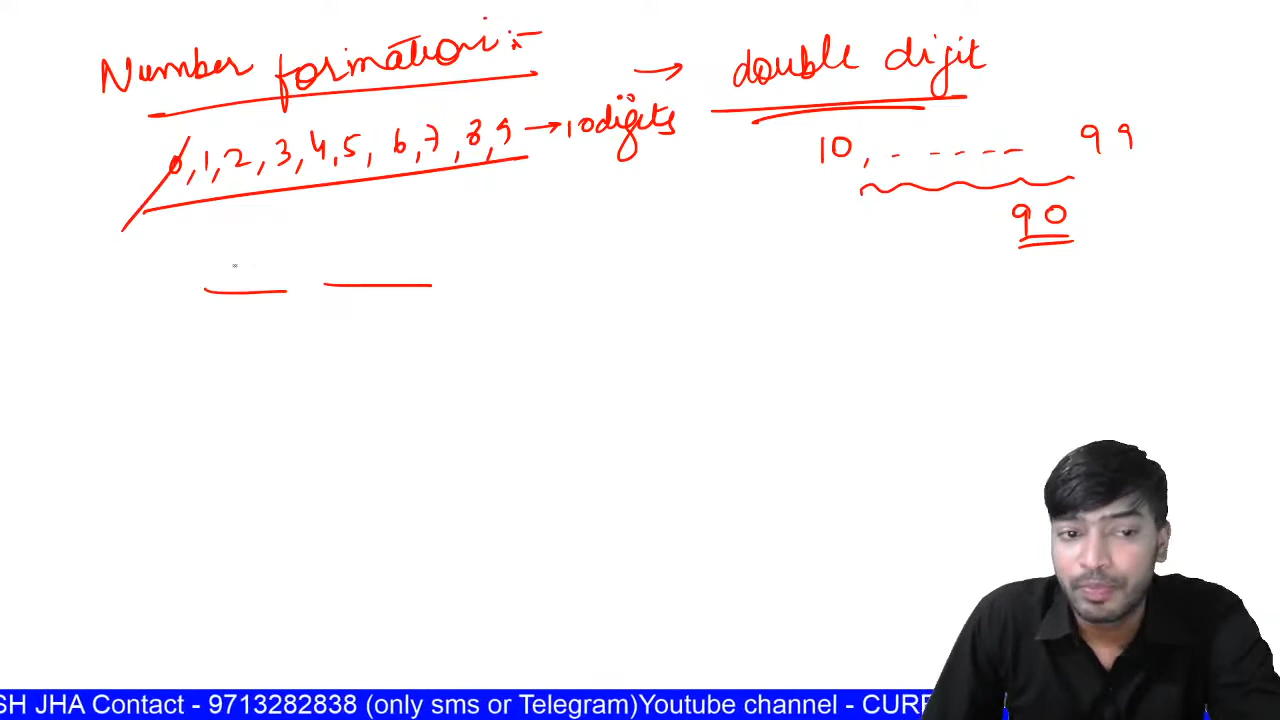 Number formation :-
0, 1, 2, 3, 4, 5, 6, 7, 8, 9 → 10 digits
→ double digit
10, ------ 99
90
SH JHA Contact - 9713282838 (only sms or Telegram)Youtube channel - CURE